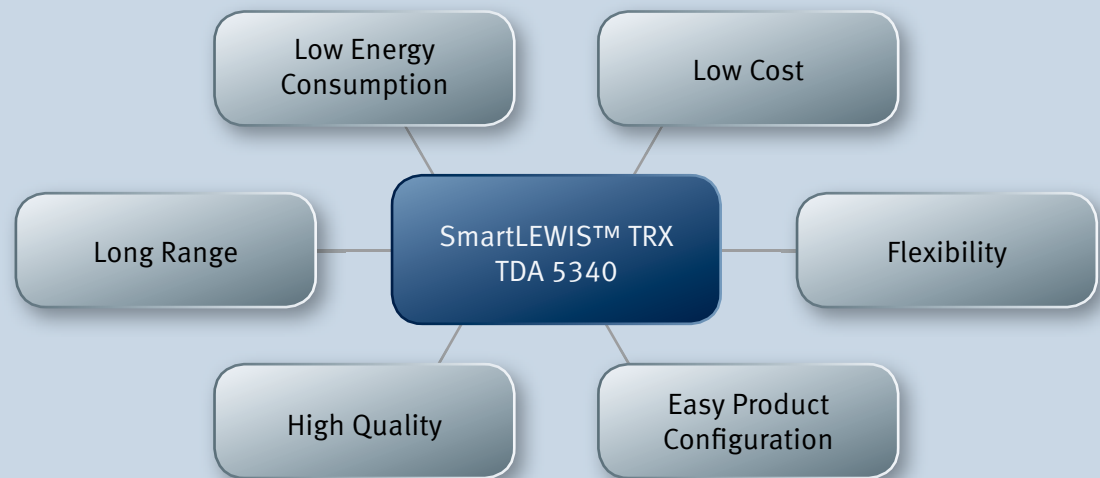 Low Energy
Consumption
Low Cost
Long Range
SmartLEWIS™ TRX
TDA 5340
Flexibility
High Quality
Easy Product
Configuration